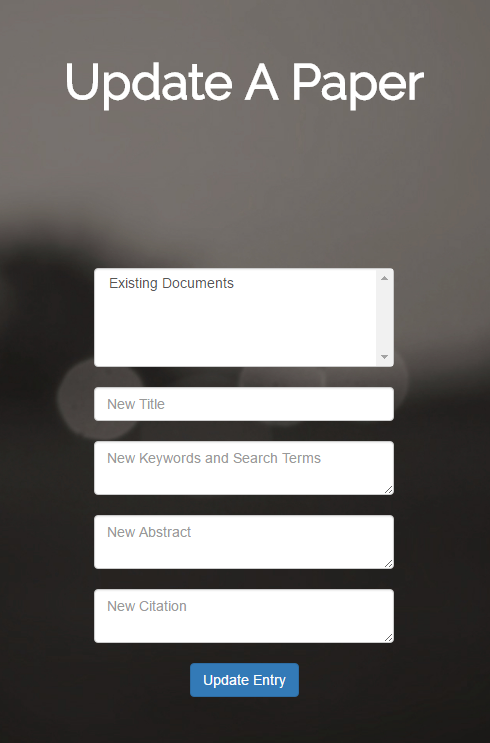 Update A Paper
Existing Documents
New Title
New Keywords and Search Terms
New Abstract
New Citation
Update Entry